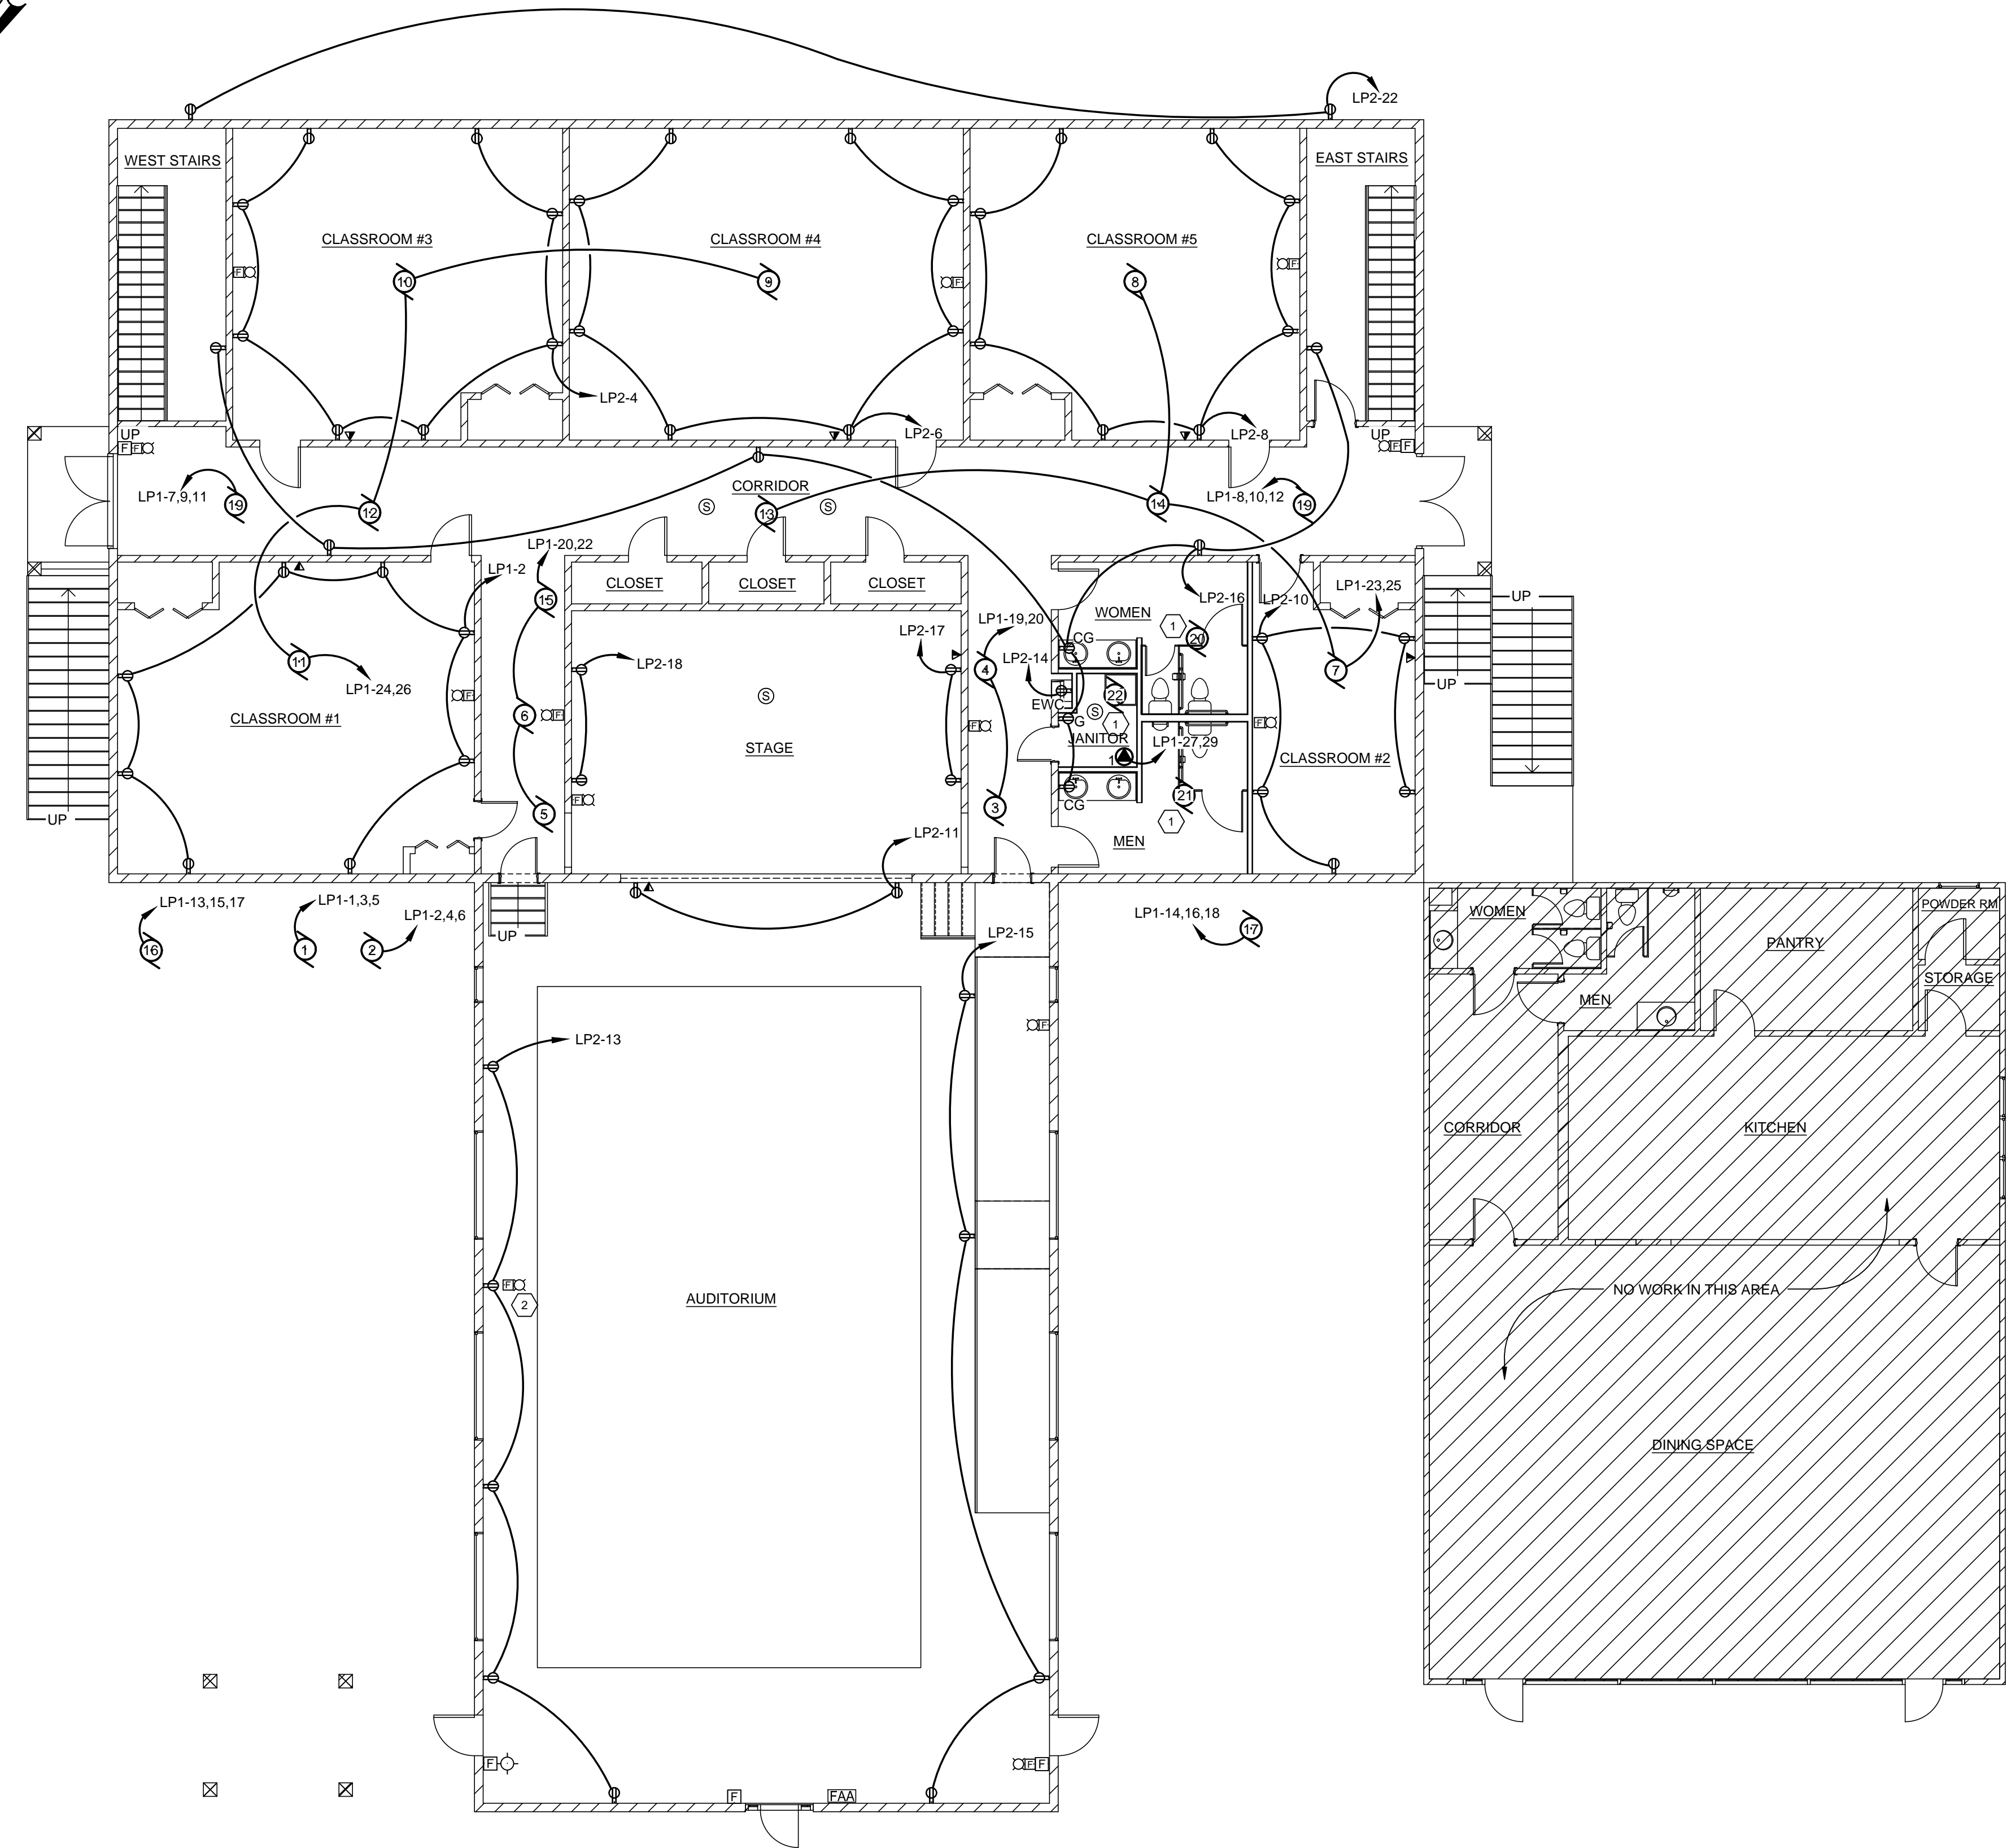 LP2-22
WEST STAIRS
EAST STAIRS
CLASSROOM #3
CLASSROOM #4
CLASSROOM #5
F
F
F
10
9
8
LP2-4
LP2-6
LP2-8
UP
F F
UP
F F
LP1-7,9,11
19
12
CORRIDOR
S
13
S
14
LP1-8,10,12
19
LP1-20,22
LP1-2
15
CLOSET
CLOSET
CLOSET
LP1-19,20
WOMEN
1
20
LP2-16
LP2-10
LP1-23,25
UP
CG
LP2-17
LP2-18
LP2-14
11
LP1-24,26
4
7
UP
F
S
22
EWC
S
G
1
CLASSROOM #1
6
F
STAGE
F
JANITOR
LP1-27,29
1
F
CLASSROOM #2
UP
5
F
3
CG
21
1
MEN
LP2-11
LP1-13,15,17
16
LP1-1,3,5
1
2
LP1-2,4,6
UP
LP2-15
LP1-14,16,18
17
WOMEN
POWDER RM
PANTRY
STORAGE
MEN
F
LP2-13
CORRIDOR
KITCHEN
F
2
AUDITORIUM
NO WORK IN THIS AREA
DINING SPACE
F
F F
F
FAA